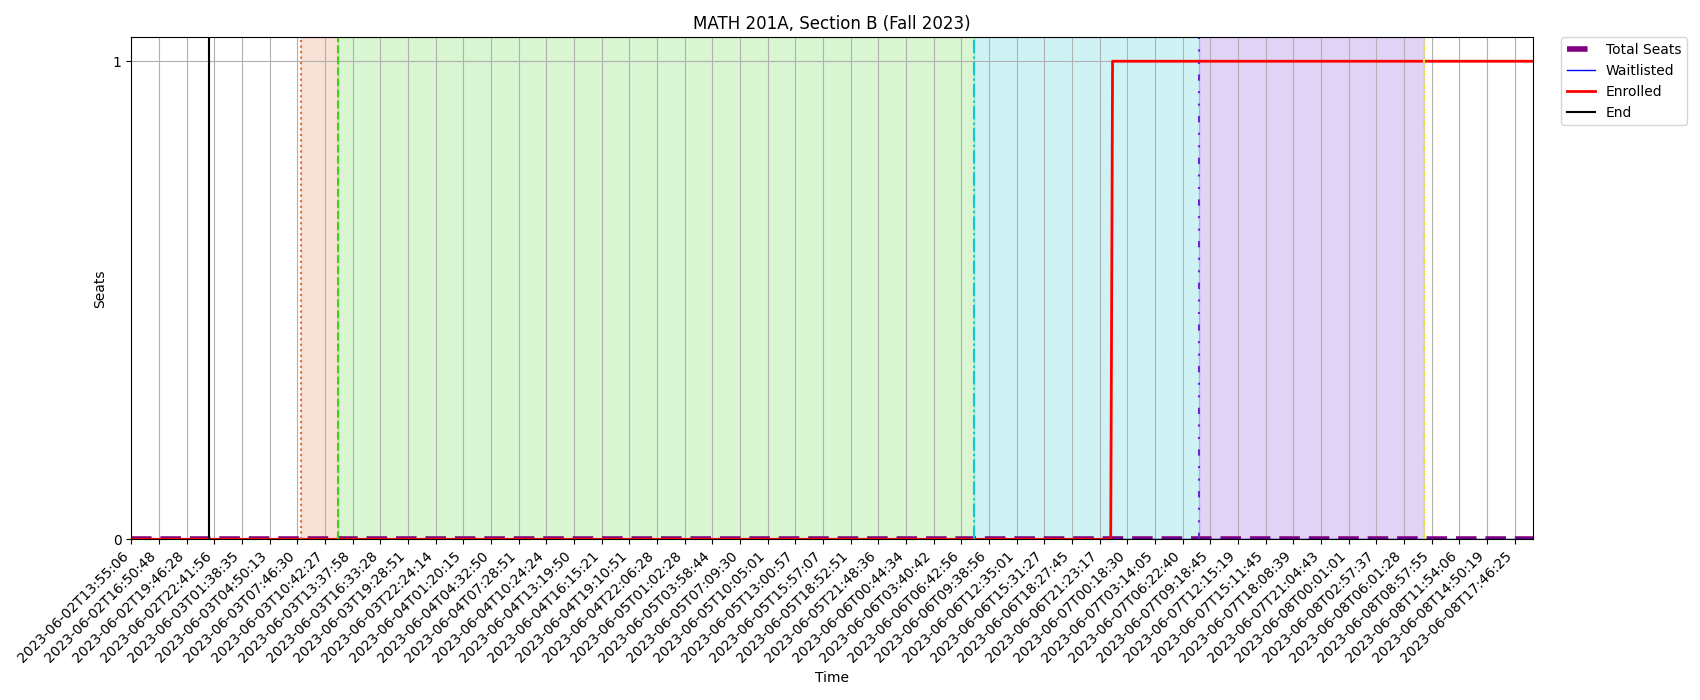 MATH 201A, Section B (Fall 2023)
Total Seats
Waitlisted
Enrolled
End
Seats
1
0
2023-06-02T13:55:06
2023-06-02T16:50:48
2023-06-02T19:46:28
2023-06-02T22:41:56
2023-06-03T01:38:35
2023-06-03T04:50:13
2023-06-03T07:46:30
2023-06-03T10:42:27
2023-06-03T13:37:58
2023-06-03T16:33:28
2023-06-03T19:28:51
2023-06-03T22:24:14
2023-06-04T01:20:15
2023-06-04T04:32:50
2023-06-04T07:28:51
2023-06-04T10:24:24
2023-06-04T13:19:50
2023-06-04T16:15:21
2023-06-04T19:10:51
2023-06-04T22:06:28
2023-06-05T01:02:28
2023-06-05T03:58:44
2023-06-05T07:09:30
2023-06-05T10:05:01
2023-06-05T13:00:57
2023-06-05T15:57:07
2023-06-05T18:52:51
2023-06-05T21:48:36
2023-06-06T00:44:34
2023-06-06T03:40:42
2023-06-06T06:42:56
2023-06-06T09:38:56
2023-06-06T12:35:01
2023-06-06T15:31:27
2023-06-06T18:27:45
2023-06-06T21:23:17
2023-06-07T00:18:30
2023-06-07T03:14:05
2023-06-07T06:22:40
2023-06-07T09:18:45
2023-06-07T12:15:19
2023-06-07T15:11:45
2023-06-07T18:08:39
2023-06-07T21:04:43
2023-06-08T00:01:01
2023-06-08T02:57:37
2023-06-08T06:01:28
2023-06-08T08:57:55
2023-06-08T11:54:06
2023-06-08T14:50:19
2023-06-08T17:46:25
Time